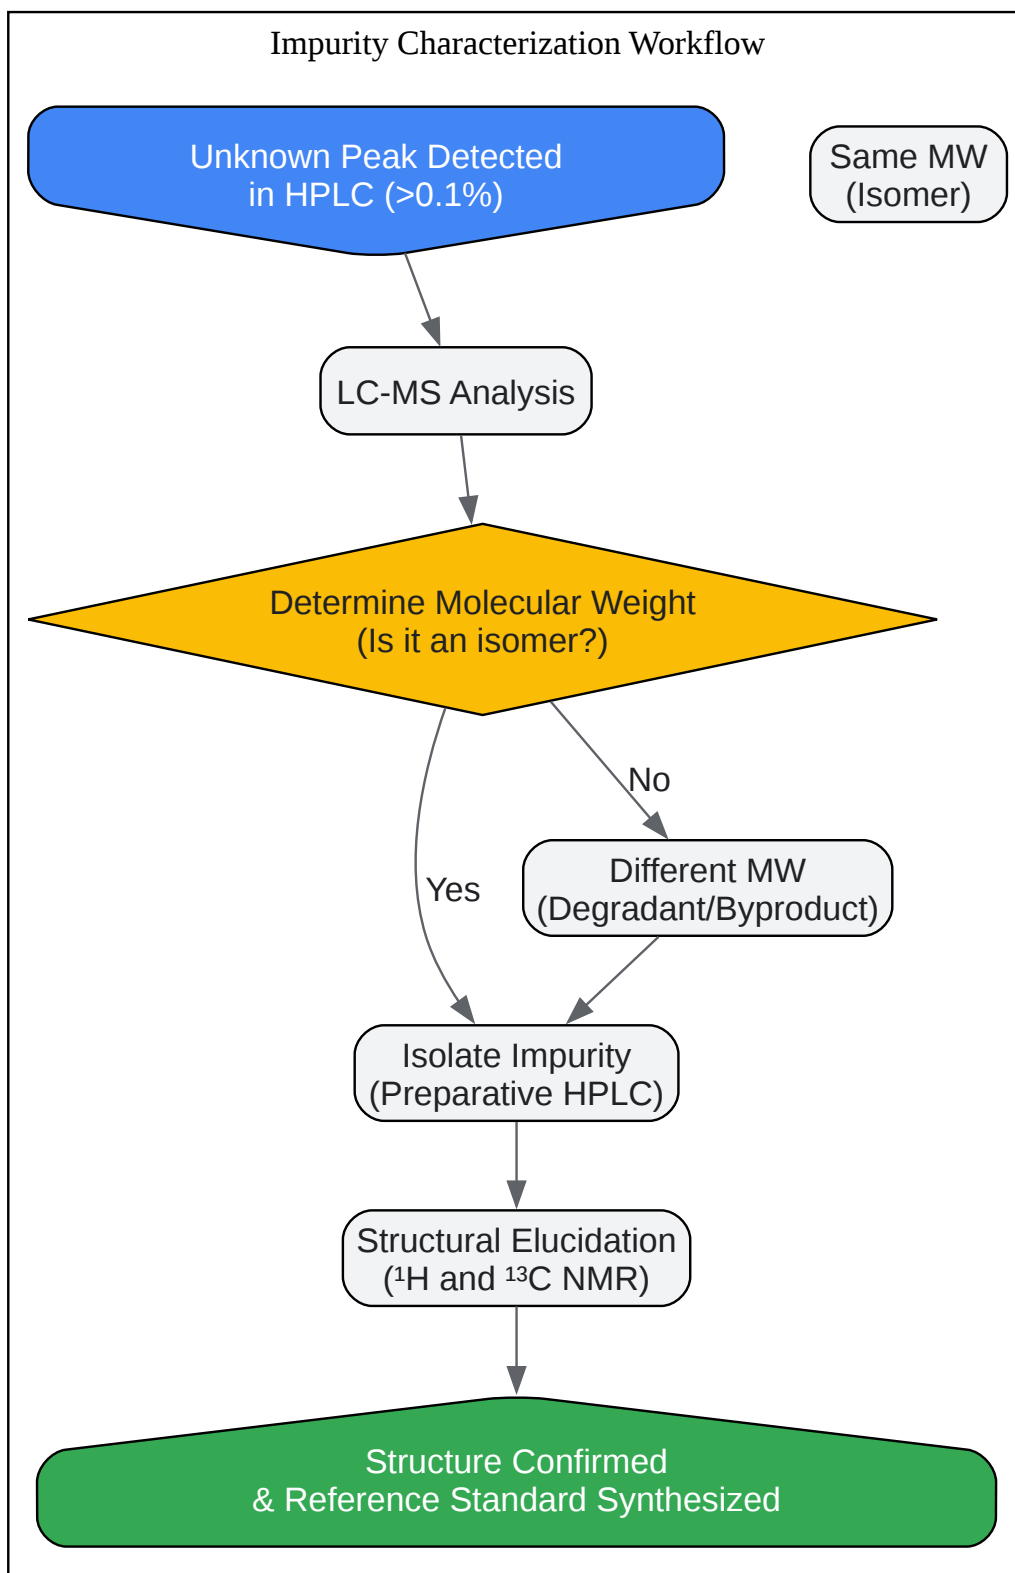 Impurity Characterization Workflow
Unknown Peak Detected
in HPLC (>0.1%)
Same MW
(Isomer)
LC-MS Analysis
Determine Molecular Weight
(Is it an isomer?)
No
Yes
Different MW
(Degradant/Byproduct)
Isolate Impurity
(Preparative HPLC)
Structural Elucidation
(¹H and ¹³C NMR)
Structure Confirmed
& Reference Standard Synthesized